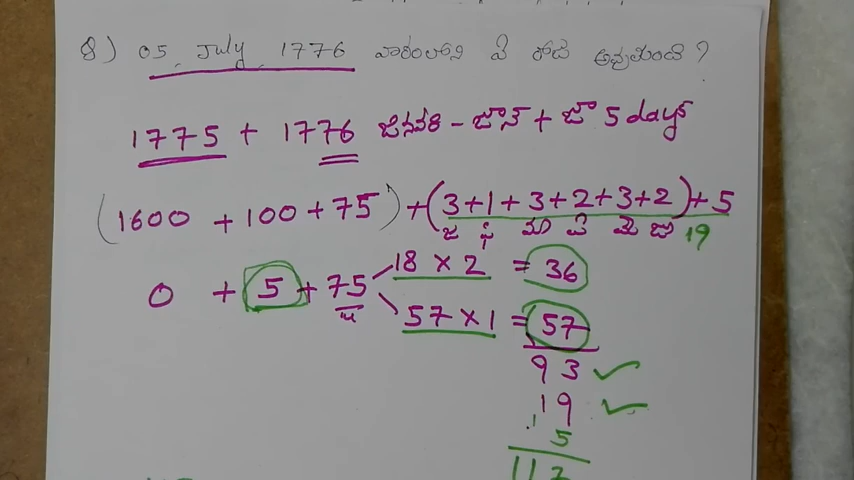 8) 05 July 1776 వారంలోని ఏ రోజు అవుతుంది ?
1775 + 1776 జనవరి - జూన్ + జూ 5 days
(1600 + 100 + 75) + (3+1+3+2+3+2) + 5
జ ఫి మా ఏ మె జు 19
0 + 5 + 75 18 × 2 = 36
57 × 1 = 57
93
19
5
112